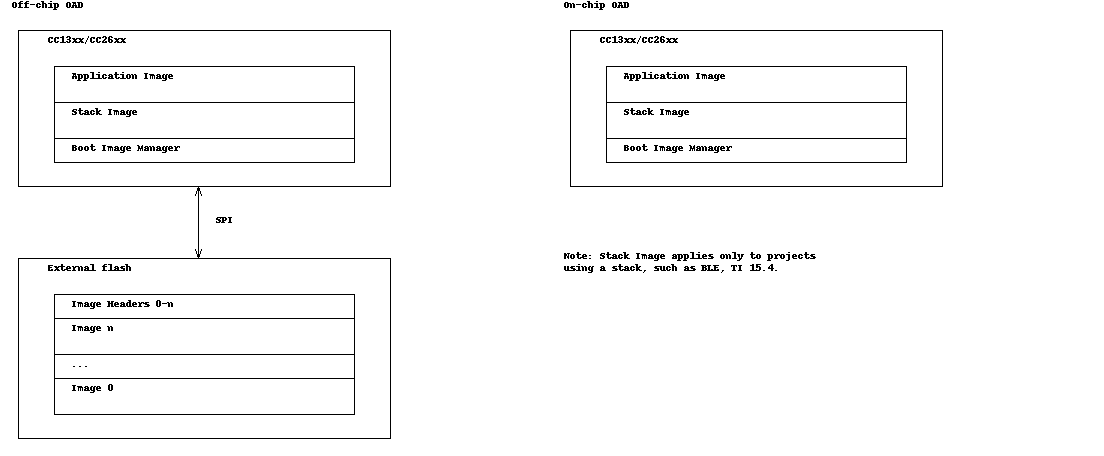 Off-chip OAD
CC13xx/CC26xx
Application Image
Stack Image
Boot Image Manager
SPI
External flash
Image Headers 0-n
Image n
...
Image 0
On-chip OAD
CC13xx/CC26xx
Application Image
Stack Image
Boot Image Manager
Note: Stack Image applies only to projects
using a stack, such as BLE, TI 15.4.